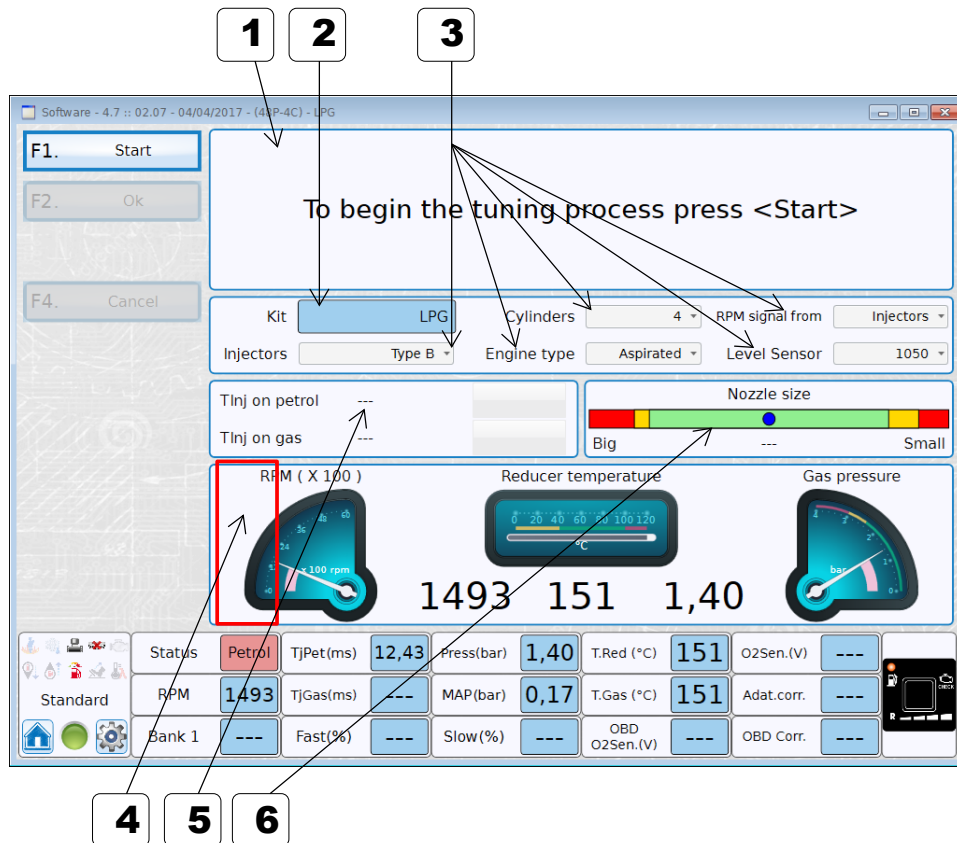 1 2 3
Software - 4.7 :: 02.07 - 04/04/2017 - (48P-4C) - LPG
F1. Start
F2. Ok
F4. Cancel
To begin the tuning process press <Start>
Kit LPG Cylinders 4 RPM signal from Injectors
Injectors Type B Engine type Aspirated Level Sensor 1050
TInj on petrol ---
TInj on gas ---
Nozzle size
Big --- Small
RPM ( X 100 ) Reducer temperature Gas pressure
24 36 48 60
x 100 rpm
0 20 40 60 80 100 120
°C
bar
1493 151 1,40
Status Petrol TjPet(ms) 12,43 Press(bar) 1,40 T.Red (°C) 151 O2Sen.(V) ---
Standard RPM 1493 TjGas(ms) --- MAP(bar) 0,17 T.Gas (°C) 151 Adat.corr. ---
Bank 1 --- Fast(%) --- Slow(%) --- OBD O2Sen.(V) --- OBD Corr. ---
CHECK
R
4 5 6